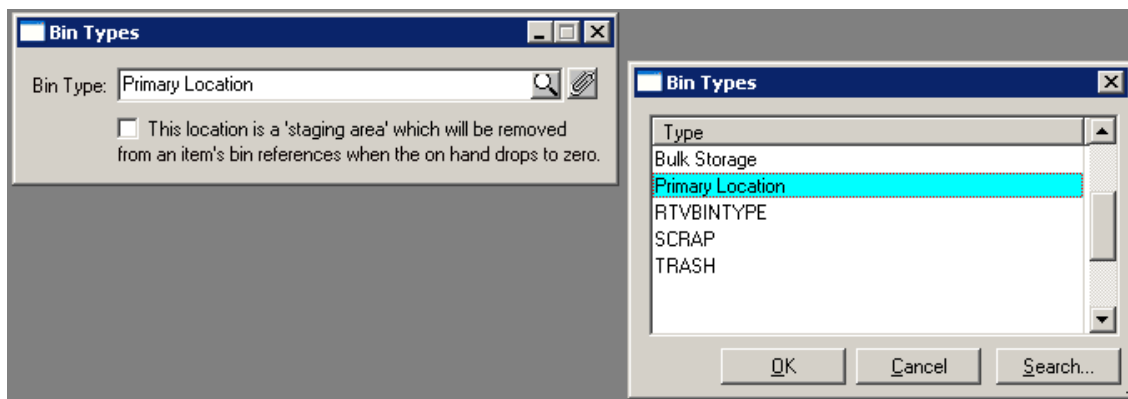 Bin Types
Bin Type: Primary Location
This location is a 'staging area' which will be removed
from an item's bin references when the on hand drops to zero.
Bin Types
Type
Bulk Storage
Primary Location
RTVBINTYPE
SCRAP
TRASH
OK Cancel Search...